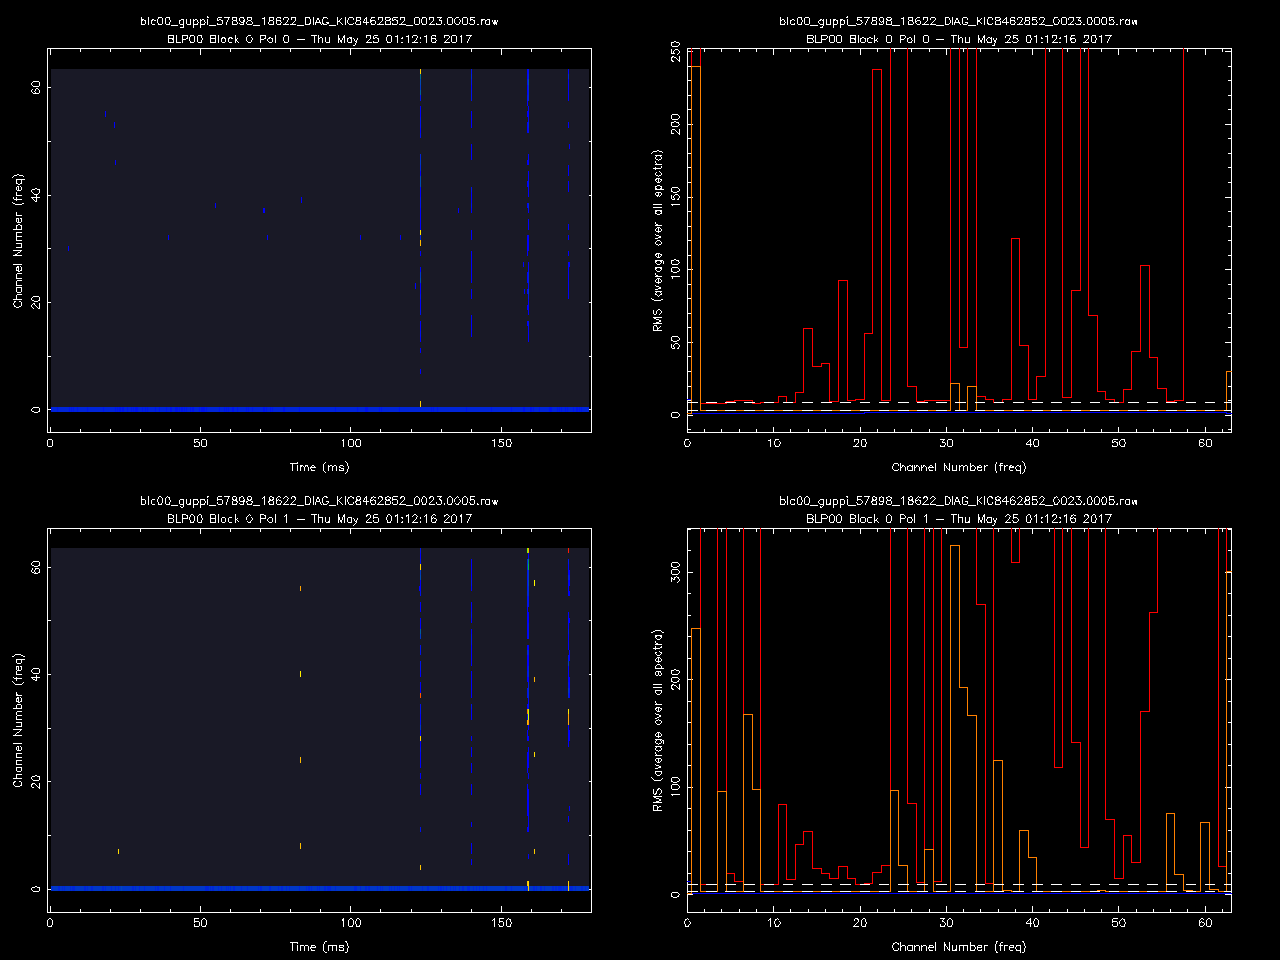 blc00_guppi_57898_18622_DIAG_KIC8462852_0023.0005.raw
BLP00 Block 0 Pol 0 – Thu May 25 01:12:16 2017
Channel Number (freq)
60
40
20
0
0 50 100 150
Time (ms)
blc00_guppi_57898_18622_DIAG_KIC8462852_0023.0005.raw
BLP00 Block 0 Pol 0 – Thu May 25 01:12:16 2017
RMS (average over all spectra)
250
200
150
100
50
0
0 10 20 30 40 50 60
Channel Number (freq)
blc00_guppi_57898_18622_DIAG_KIC8462852_0023.0005.raw
BLP00 Block 0 Pol 1 – Thu May 25 01:12:16 2017
Channel Number (freq)
60
40
20
0
0 50 100 150
Time (ms)
blc00_guppi_57898_18622_DIAG_KIC8462852_0023.0005.raw
BLP00 Block 0 Pol 1 – Thu May 25 01:12:16 2017
RMS (average over all spectra)
300
200
100
0
0 10 20 30 40 50 60
Channel Number (freq)